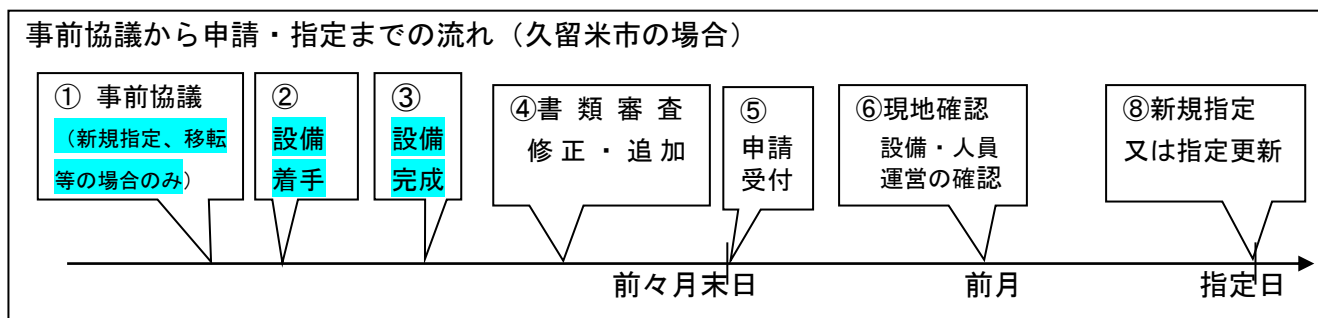 事前協議から申請・指定までの流れ（久留米市の場合）
① 事前協議
（新規指定、移転
等の場合のみ）
②
設備
着手
③
設備
完成
④書 類 審 査
修正・追加
⑤
申請
受付
⑥現地確認
設備・人員
運営の確認
⑧新規指定
又は指定更新
前々月末日
前月
指定日